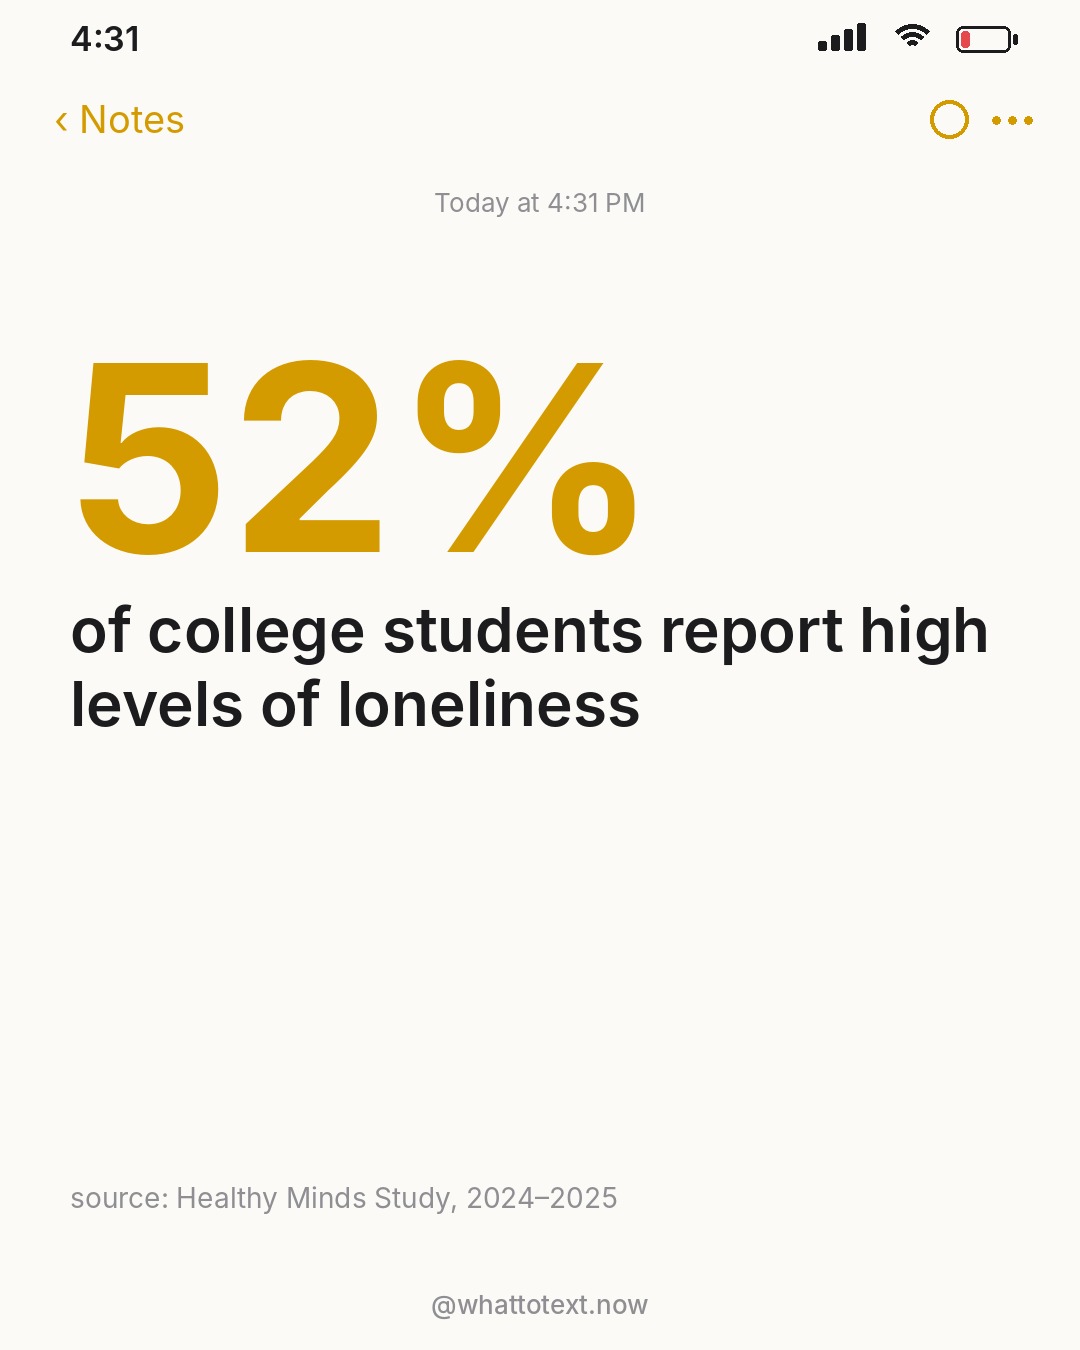 4:31
‹ Notes
Today at 4:31 PM
52%
of college students report high
levels of loneliness
source: Healthy Minds Study, 2024–2025
@whattotext.now